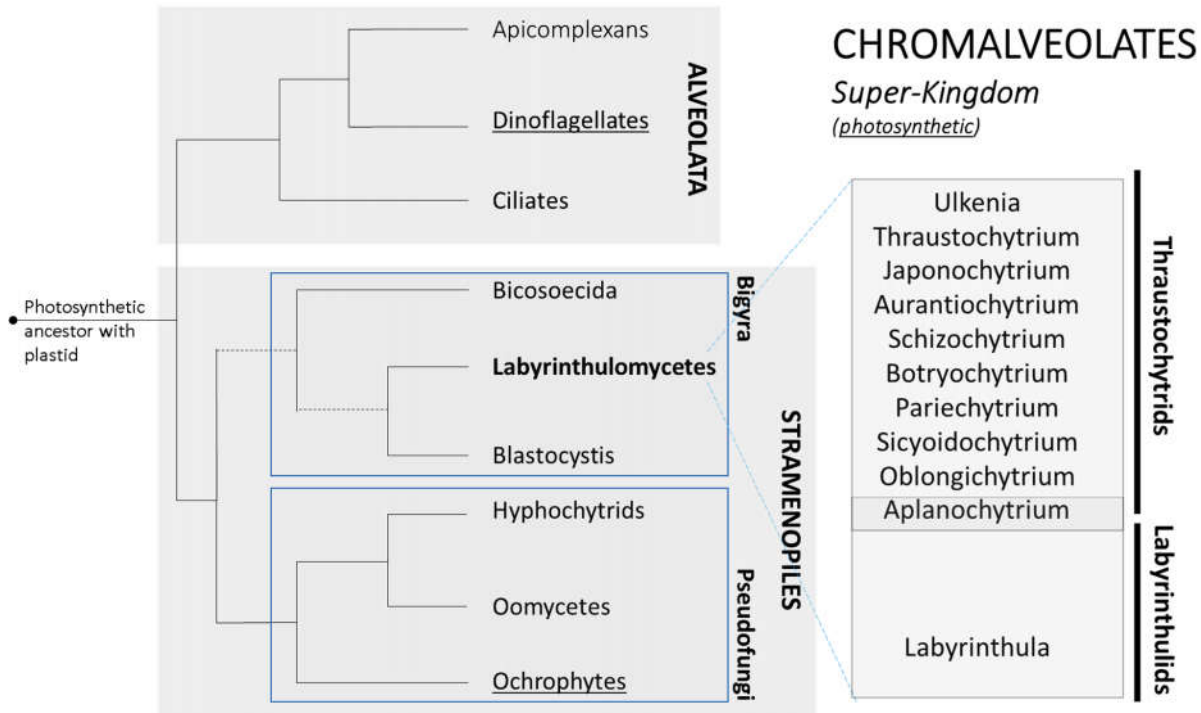 Photosynthetic
ancestor with
plastid
Apicomplexans
Dinoflagellates
Ciliates
ALVEOLATA
Bicosoecida
Labyrinthulomycetes
Blastocystis
Bigyra
Hyphochytrids
Oomycetes
Ochrophytes
Pseudofungi
STRAMENOPILES
CHROMALVEOLATES
Super-Kingdom
(photosynthetic)
Ulkenia
Thraustochytrium
Japonochytrium
Aurantiochytrium
Schizochytrium
Botryochytrium
Pariechytrium
Sicyoidochytrium
Oblongichytrium
Aplanochytrium
Labyrinthula
Thraustochytrids
Labyrinthulids